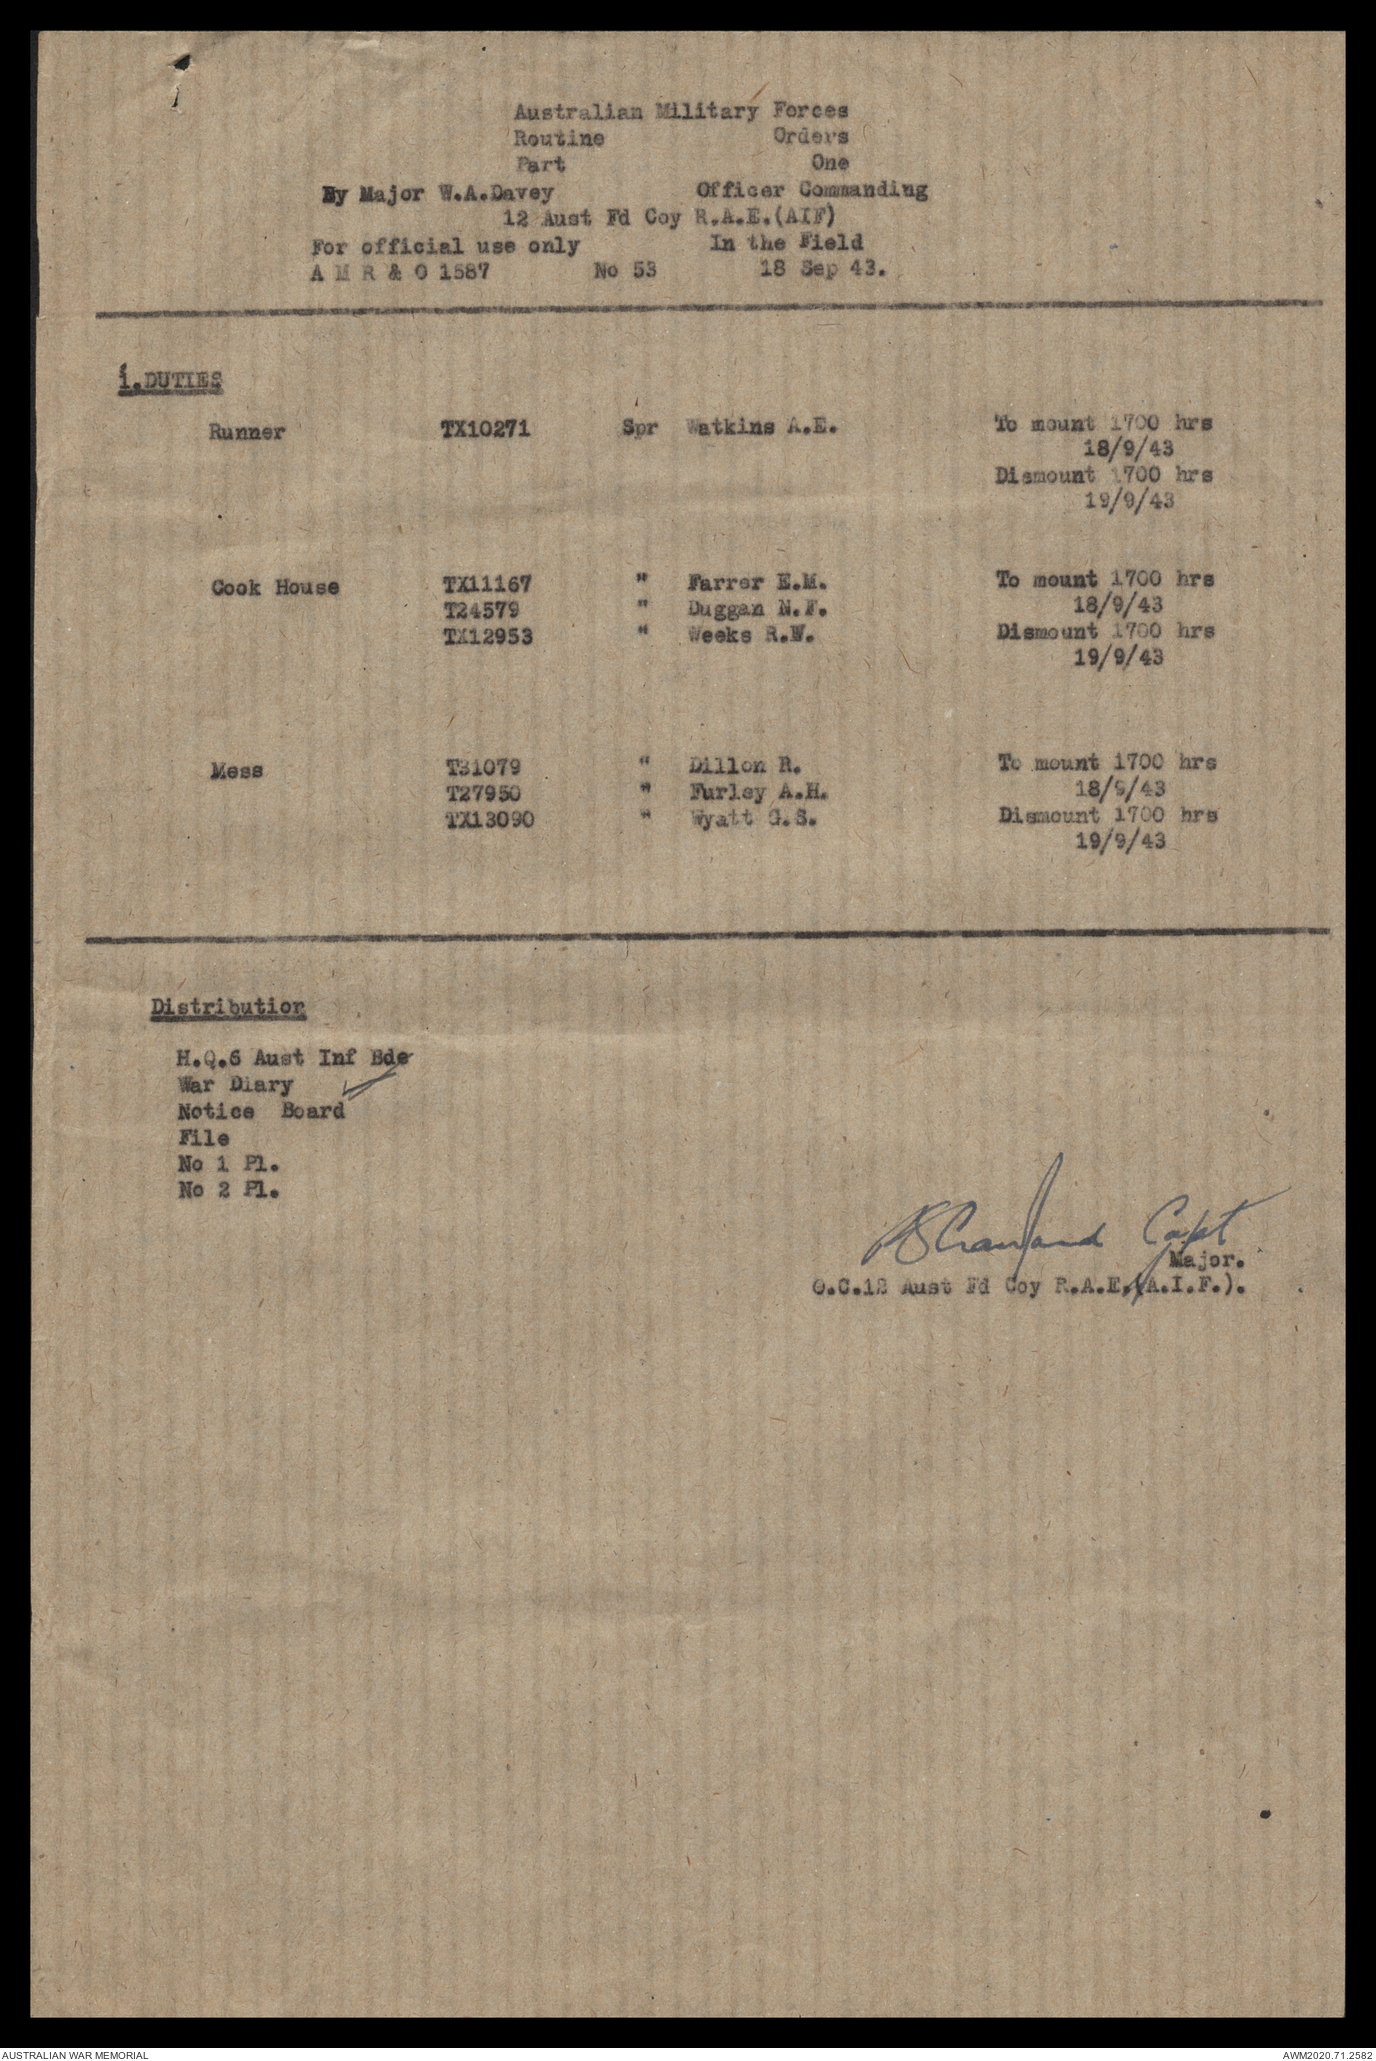 Australian Military Forces
Routine Orders
Part One
By Major W.A.Davey Officer Commanding
12 Aust Fd Coy R.A.E.(AIF)
For official use only In the Field
A M R & O 1587 No 53 18 Sep 43.
1.DUTIES
Runner TX10271 Spr Watkins A.E. To mount 1700 hrs
18/9/43
Dismount 1700 hrs
19/9/43
Cook House TX11167 " Farrer E.M. To mount 1700 hrs
T24579 " Duggan N.F. 18/9/43
TX12953 " Weeks R.W. Dismount 1700 hrs
19/9/43
Mess T31079 " Dillon R. To mount 1700 hrs
T27950 " Furley A.H. 18/9/43
TX13090 " Wyatt G.S. Dismount 1700 hrs
19/9/43
Distribution
H.Q.6 Aust Inf Bde
War Diary
Notice Board
File
No 1 Pl.
No 2 Pl.
Capt
Major.
O.C.12 Aust Fd Coy R.A.E.(A.I.F.).
AUSTRALIAN WAR MEMORIAL AWM2020.71.2582